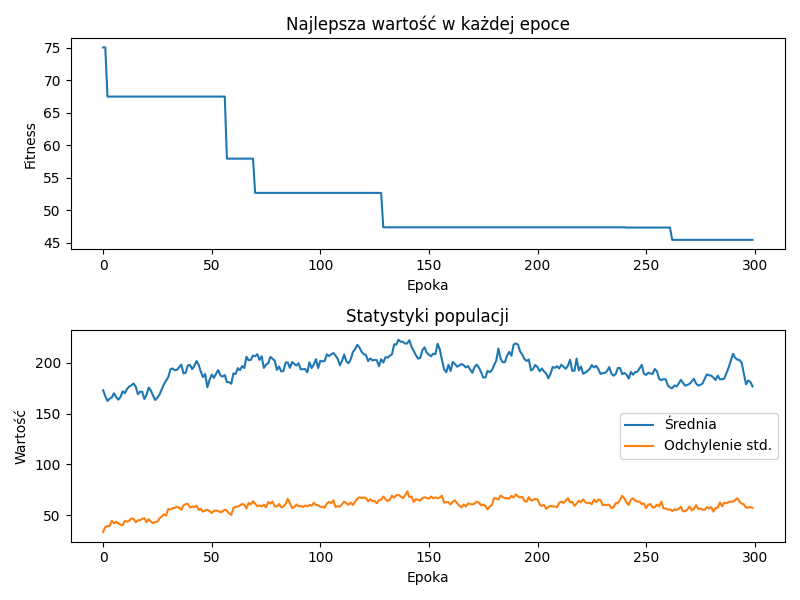 Najlepsza wartość w każdej epoce
75
70
65
60
55
50
45
Fitness
0 50 100 150 200 250 300
Epoka
Statystyki populacji
200
150
100
50
Wartość
Średnia
Odchylenie std.
0 50 100 150 200 250 300
Epoka